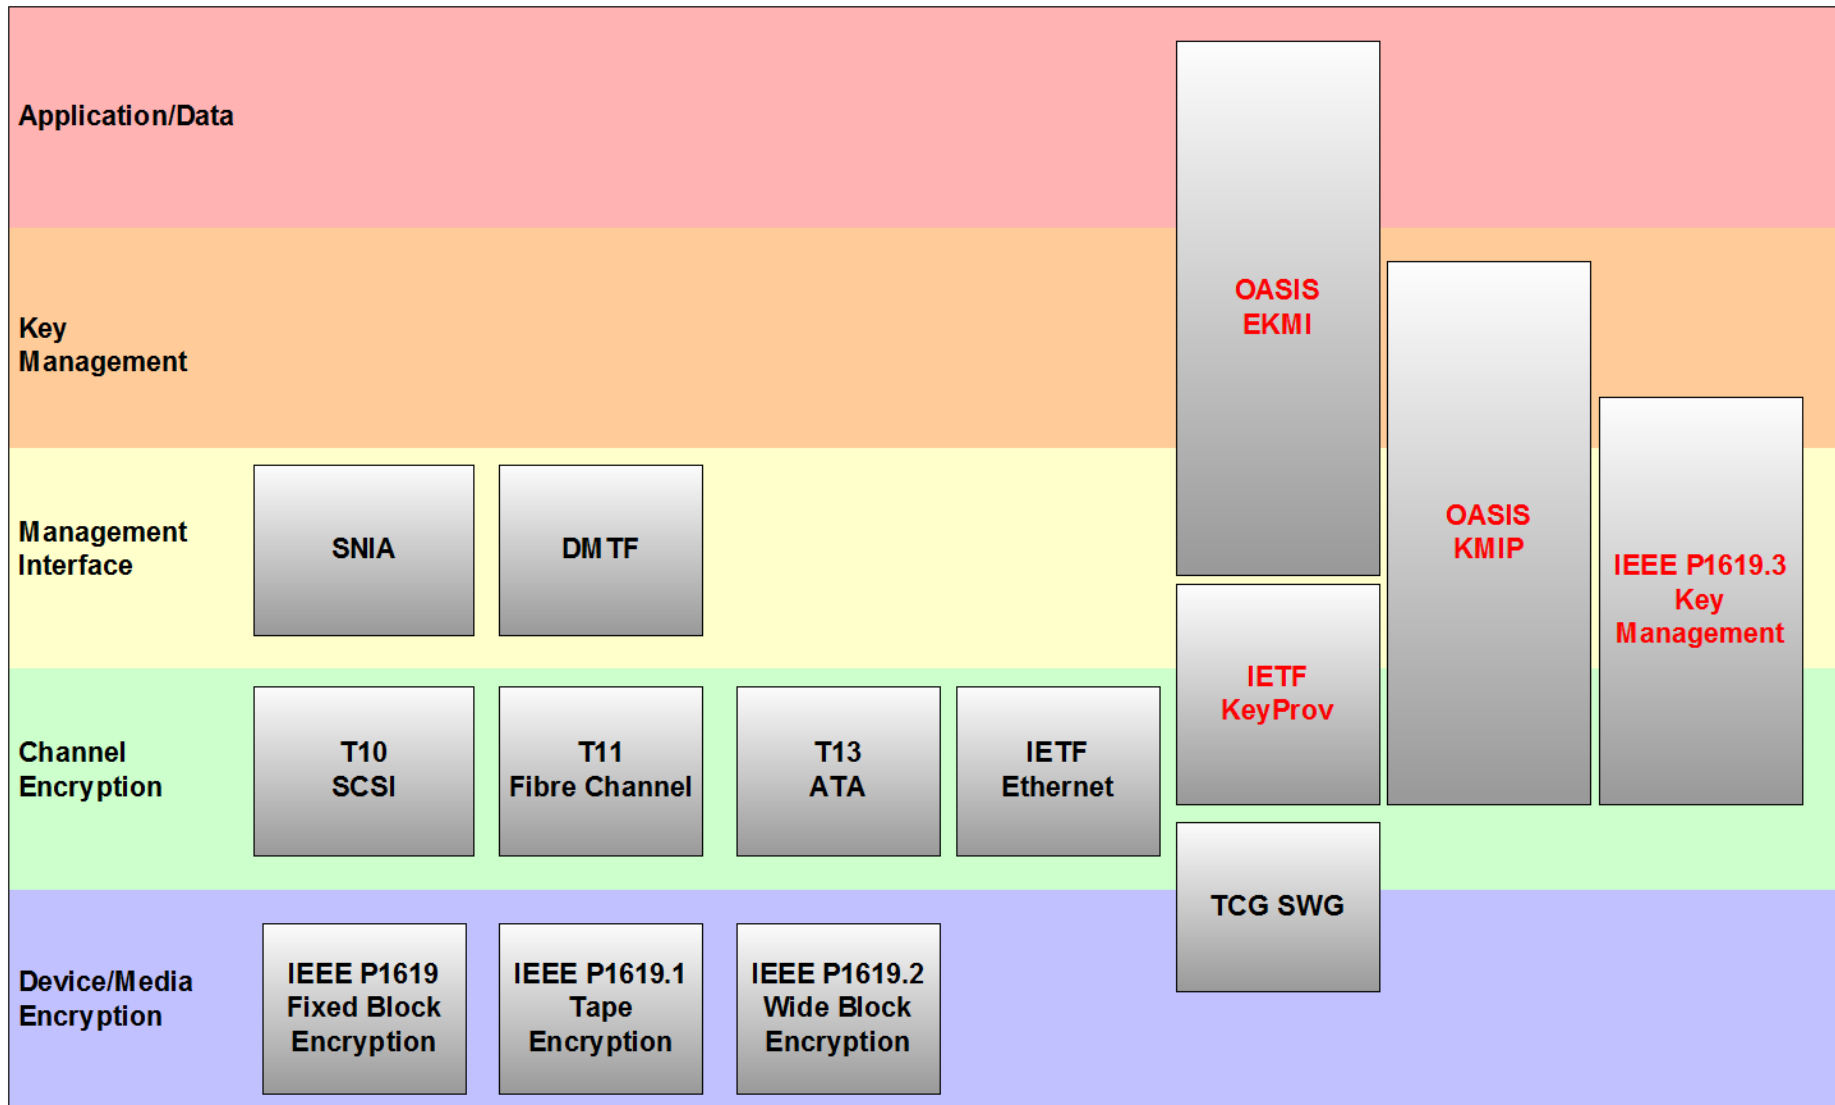 Application/Data
OASIS
EKMI
Key
Management
OASIS
KMIP
IEEE P1619.3
Key
Management
Management
Interface
SNIA
DMTF
IETF
KeyProv
Channel
Encryption
T10
SCSI
T11
Fibre Channel
T13
ATA
IETF
Ethernet
TCG SWG
Device/Media
Encryption
IEEE P1619
Fixed Block
Encryption
IEEE P1619.1
Tape
Encryption
IEEE P1619.2
Wide Block
Encryption